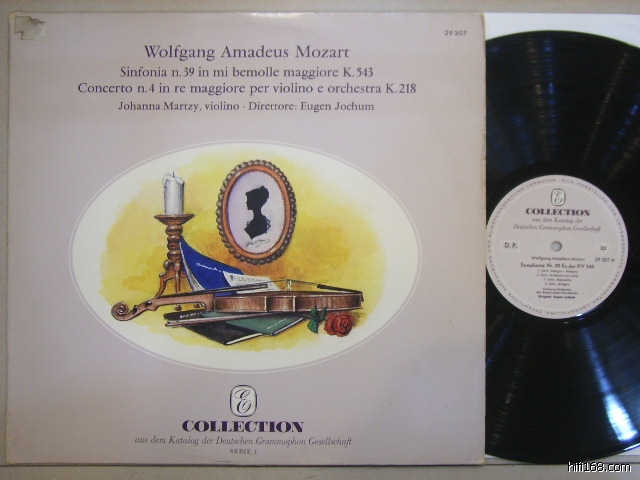 29 307
Wolfgang Amadeus Mozart
Sinfonia n.39 in mi bemolle maggiore K.543
Concerto n.4 in re maggiore per violino e orchestra K.218
Johanna Martzy, violino · Direttore: Eugen Jochum
E
COLLECTION
aus dem Katalog der Deutschen Grammophon Gesellschaft
SERIE 1
E
COLLECTION
aus dem Katalog der
Deutschen Grammophon Gesellschaft
D.P.
33
29 307 A
Wolfgang Amadeus Mozart
Symphonie Nr. 39 Es-dur KV 543
Dirigent: Eugen Jochum
hifi168.com